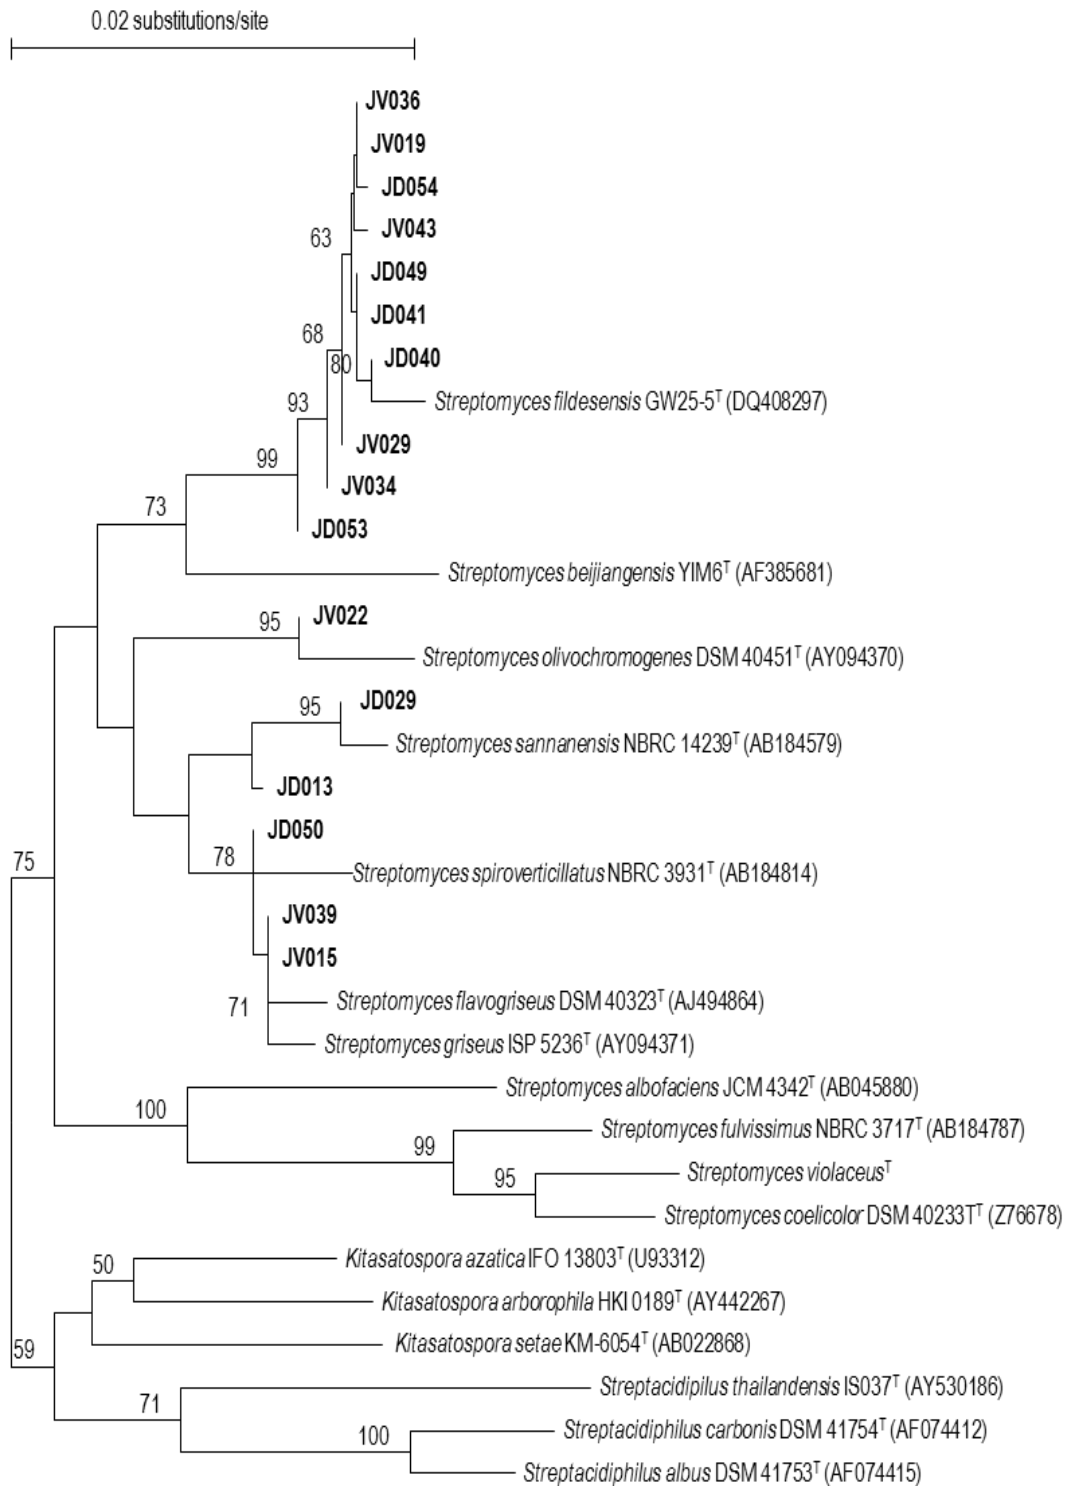 0.02 substitutions/site
JV036
JV019
JD054
JV043
63
JD049
JD041
68
80
JD040
93
Streptomyces fildesensis GW25-5ᵀ (DQ408297)
JV029
99
JV034
73
JD053
Streptomyces beijiangensis YIM6ᵀ (AF385681)
95
JV022
Streptomyces olivochromogenes DSM 40451ᵀ (AY094370)
95
JD029
Streptomyces sannanensis NBRC 14239ᵀ (AB184579)
JD013
JD050
75
78
Streptomyces spiroverticillatus NBRC 3931ᵀ (AB184814)
JV039
JV015
71
Streptomyces flavogriseus DSM 40323ᵀ (AJ494864)
Streptomyces griseus ISP 5236ᵀ (AY094371)
Streptomyces albofaciens JCM 4342ᵀ (AB045880)
100
Streptomyces fulvissimus NBRC 3717ᵀ (AB184787)
99
95
Streptomyces violaceusᵀ
Streptomyces coelicolor DSM 40233Tᵀ (Z76678)
50
Kitasatospora azatica IFO 13803ᵀ (U93312)
Kitasatospora arborophila HKI 0189ᵀ (AY442267)
59
Kitasatospora setae KM-6054ᵀ (AB022868)
71
Streptacidipilus thailandensis IS037ᵀ (AY530186)
100
Streptacidiphilus carbonis DSM 41754ᵀ (AF074412)
Streptacidiphilus albus DSM 41753ᵀ (AF074415)